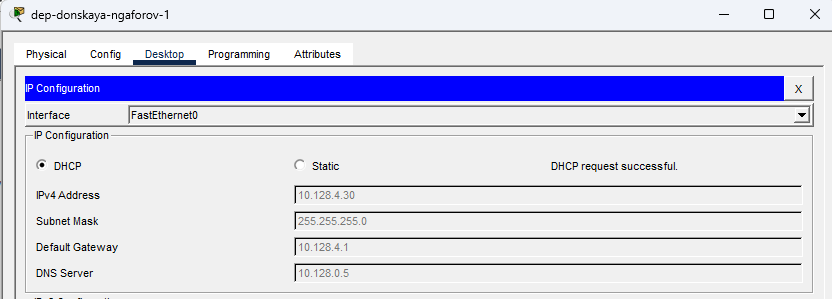 dep-donskaya-ngaforov-1
Physical Config Desktop Programming Attributes
IP Configuration X
Interface FastEthernet0
IP Configuration
DHCP Static DHCP request successful.
IPv4 Address 10.128.4.30
Subnet Mask 255.255.255.0
Default Gateway 10.128.4.1
DNS Server 10.128.0.5